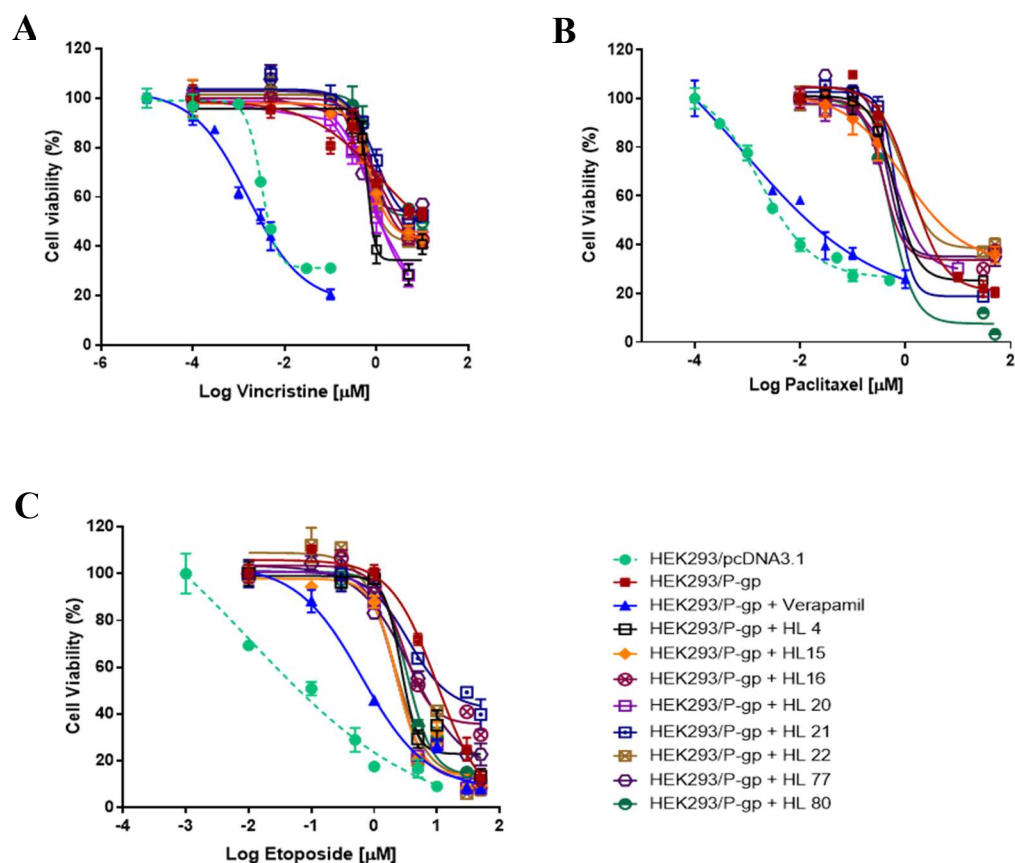 A
120
100
80
60
40
20
0
Cell viability (%)
-6 -4 -2 0 2
Log Vincristine [µM]
B
120
100
80
60
40
20
0
Cell Viability (%)
-4 -2 0 2
Log Paclitaxel [µM]
C
120
100
80
60
40
20
0
Cell Viability (%)
-4 -3 -2 -1 0 1 2
Log Etoposide [µM]
HEK293/pcDNA3.1
HEK293/P-gp
HEK293/P-gp + Verapamil
HEK293/P-gp + HL 4
HEK293/P-gp + HL15
HEK293/P-gp + HL16
HEK293/P-gp + HL 20
HEK293/P-gp + HL 21
HEK293/P-gp + HL 22
HEK293/P-gp + HL 77
HEK293/P-gp + HL 80